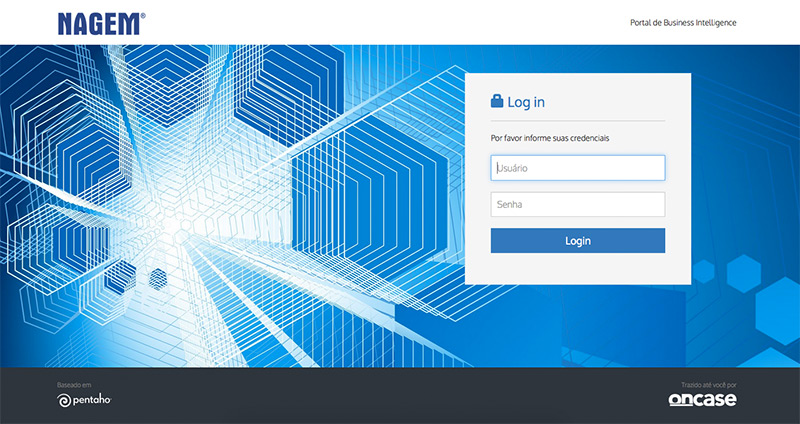 NAGEM®
Portal de Business Intelligence
Log in
Por favor informe suas credenciais
Usuário
Senha
Login
Baseado em
pentaho
Trazido até você por
oncase